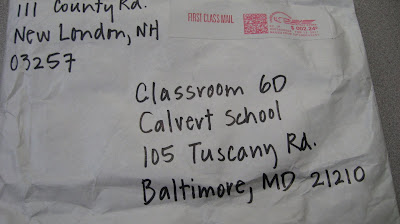 111 County Rd.
New London, NH
03257
FIRST CLASS MAIL
Classroom 6D
Calvert School
105 Tuscany Rd.
Baltimore, MD 21210